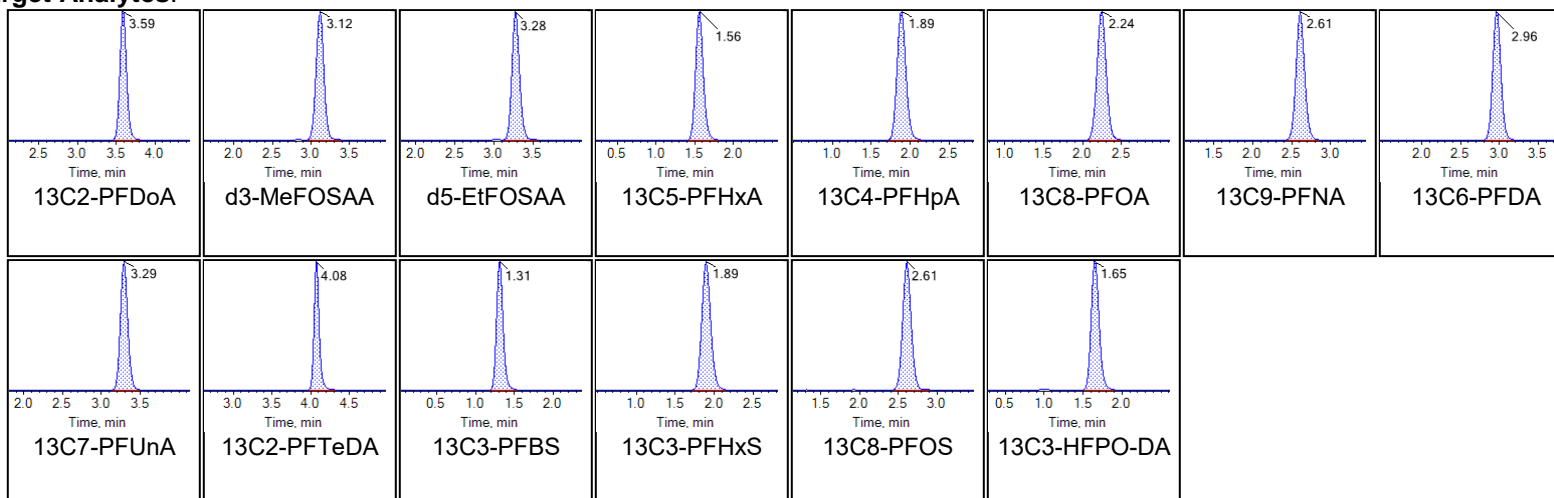 rget Analytes:
3.59
3.12
3.28
1.56
1.89
2.24
2.61
2.96
2.5 3.0 3.5 4.0
2.0 2.5 3.0 3.5
2.0 2.5 3.0 3.5
0.5 1.0 1.5 2.0
1.0 1.5 2.0 2.5
1.0 1.5 2.0 2.5
1.5 2.0 2.5 3.0
2.0 2.5 3.0 3.5
Time, min
Time, min
Time, min
Time, min
Time, min
Time, min
Time, min
Time, min
13C2-PFDoA
d3-MeFOSAA
d5-EtFOSAA
13C5-PFHxA
13C4-PFHpA
13C8-PFOA
13C9-PFNA
13C6-PFDA
3.29
4.08
1.31
1.89
2.61
1.65
2.0 2.5 3.0 3.5
3.0 3.5 4.0 4.5
0.5 1.0 1.5 2.0
1.0 1.5 2.0 2.5
1.5 2.0 2.5 3.0
0.5 1.0 1.5 2.0
Time, min
Time, min
Time, min
Time, min
Time, min
Time, min
13C7-PFUnA
13C2-PFTeDA
13C3-PFBS
13C3-PFHxS
13C8-PFOS
13C3-HFPO-DA